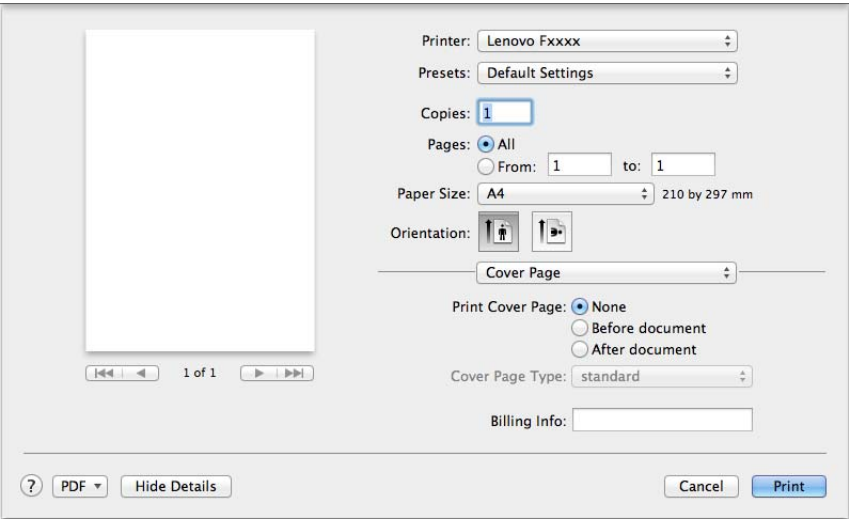 Printer: Lenovo Fxxxx
Presets: Default Settings
Copies: 1
Pages: All
From: 1 to: 1
Paper Size: A4 210 by 297 mm
Orientation:
Cover Page
Print Cover Page: None
Before document
After document
1 of 1
Cover Page Type: standard
Billing Info:
? PDF Hide Details Cancel Print